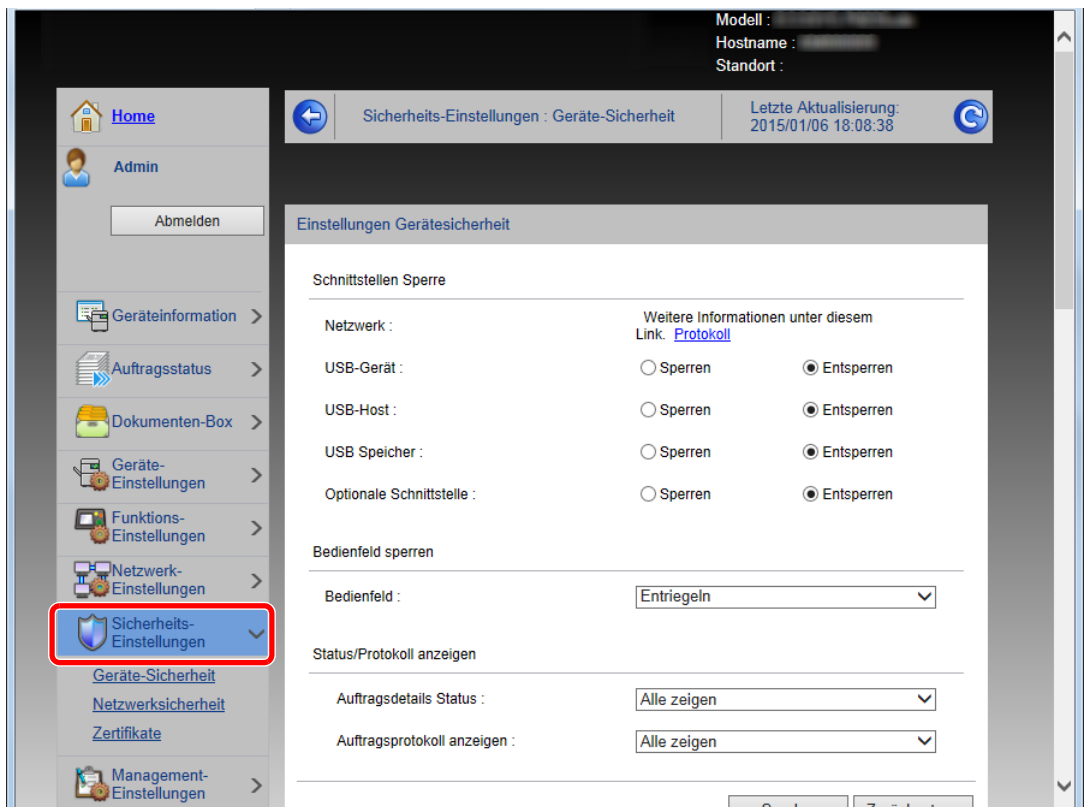 Modell :
Hostname :
Standort :
Home
Admin
Abmelden
Geräteinformation
Auftragsstatus
Dokumenten-Box
Geräte-
Einstellungen
Funktions-
Einstellungen
Netzwerk-
Einstellungen
Sicherheits-
Einstellungen
Geräte-Sicherheit
Netzwerksicherheit
Zertifikate
Management-
Einstellungen
Sicherheits-Einstellungen : Geräte-Sicherheit
Letzte Aktualisierung:
2015/01/06 18:08:38
Einstellungen Gerätesicherheit
Schnittstellen Sperre
Netzwerk :
Weitere Informationen unter diesem
Link. Protokoll
USB-Gerät : Sperren Entsperren
USB-Host : Sperren Entsperren
USB Speicher : Sperren Entsperren
Optionale Schnittstelle : Sperren Entsperren
Bedienfeld sperren
Bedienfeld : Entriegeln
Status/Protokoll anzeigen
Auftragsdetails Status : Alle zeigen
Auftragsprotokoll anzeigen : Alle zeigen